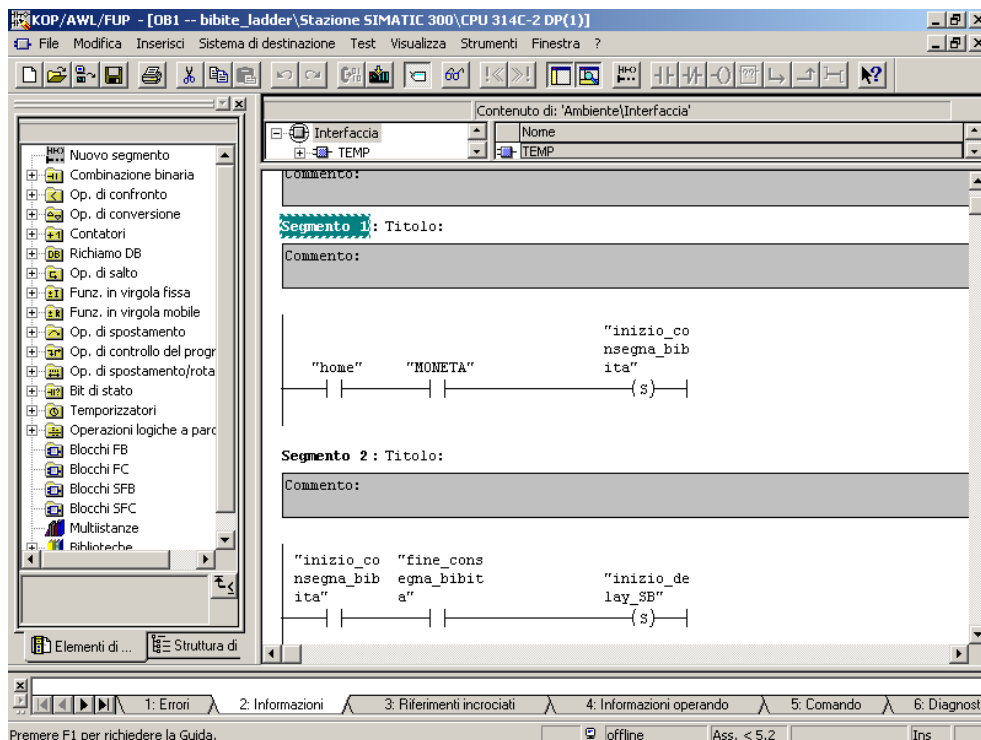 KOP/AWL/FUP - [OB1 -- bibite_ladder\Stazione SIMATIC 300\CPU 314C-2 DP(1)]
File Modifica Inserisci Sistema di destinazione Test Visualizza Strumenti Finestra ?
Contenuto di: 'Ambiente\Interfaccia'
Interfaccia
TEMP
Nome
TEMP
Nuovo segmento
Combinazione binaria
Op. di confronto
Op. di conversione
Contatori
Richiamo DB
Op. di salto
Funz. in virgola fissa
Funz. in virgola mobile
Op. di spostamento
Op. di controllo del progr
Op. di spostamento/rota
Bit di stato
Temporizzatori
Operazioni logiche a parc
Blocchi FB
Blocchi FC
Blocchi SFB
Blocchi SFC
Multiistanze
Biblioteche
Elementi di ... Struttura di
Commento:
Segmento 1: Titolo:
Commento:
"inizio_co
nsegna_bib
ita"
"home" "MONETA"
(S)
Segmento 2: Titolo:
Commento:
"inizio_co
nsegna_bib
ita"
"fine_cons
egna_bibit
a"
"inizio_de
lay_SB"
(S)
1: Errori 2: Informazioni 3: Riferimenti incrociati 4: Informazioni operando 5: Comando 6: Diagnost
Premere F1 per richiedere la Guida. offline Ass. < 5.2 Ins